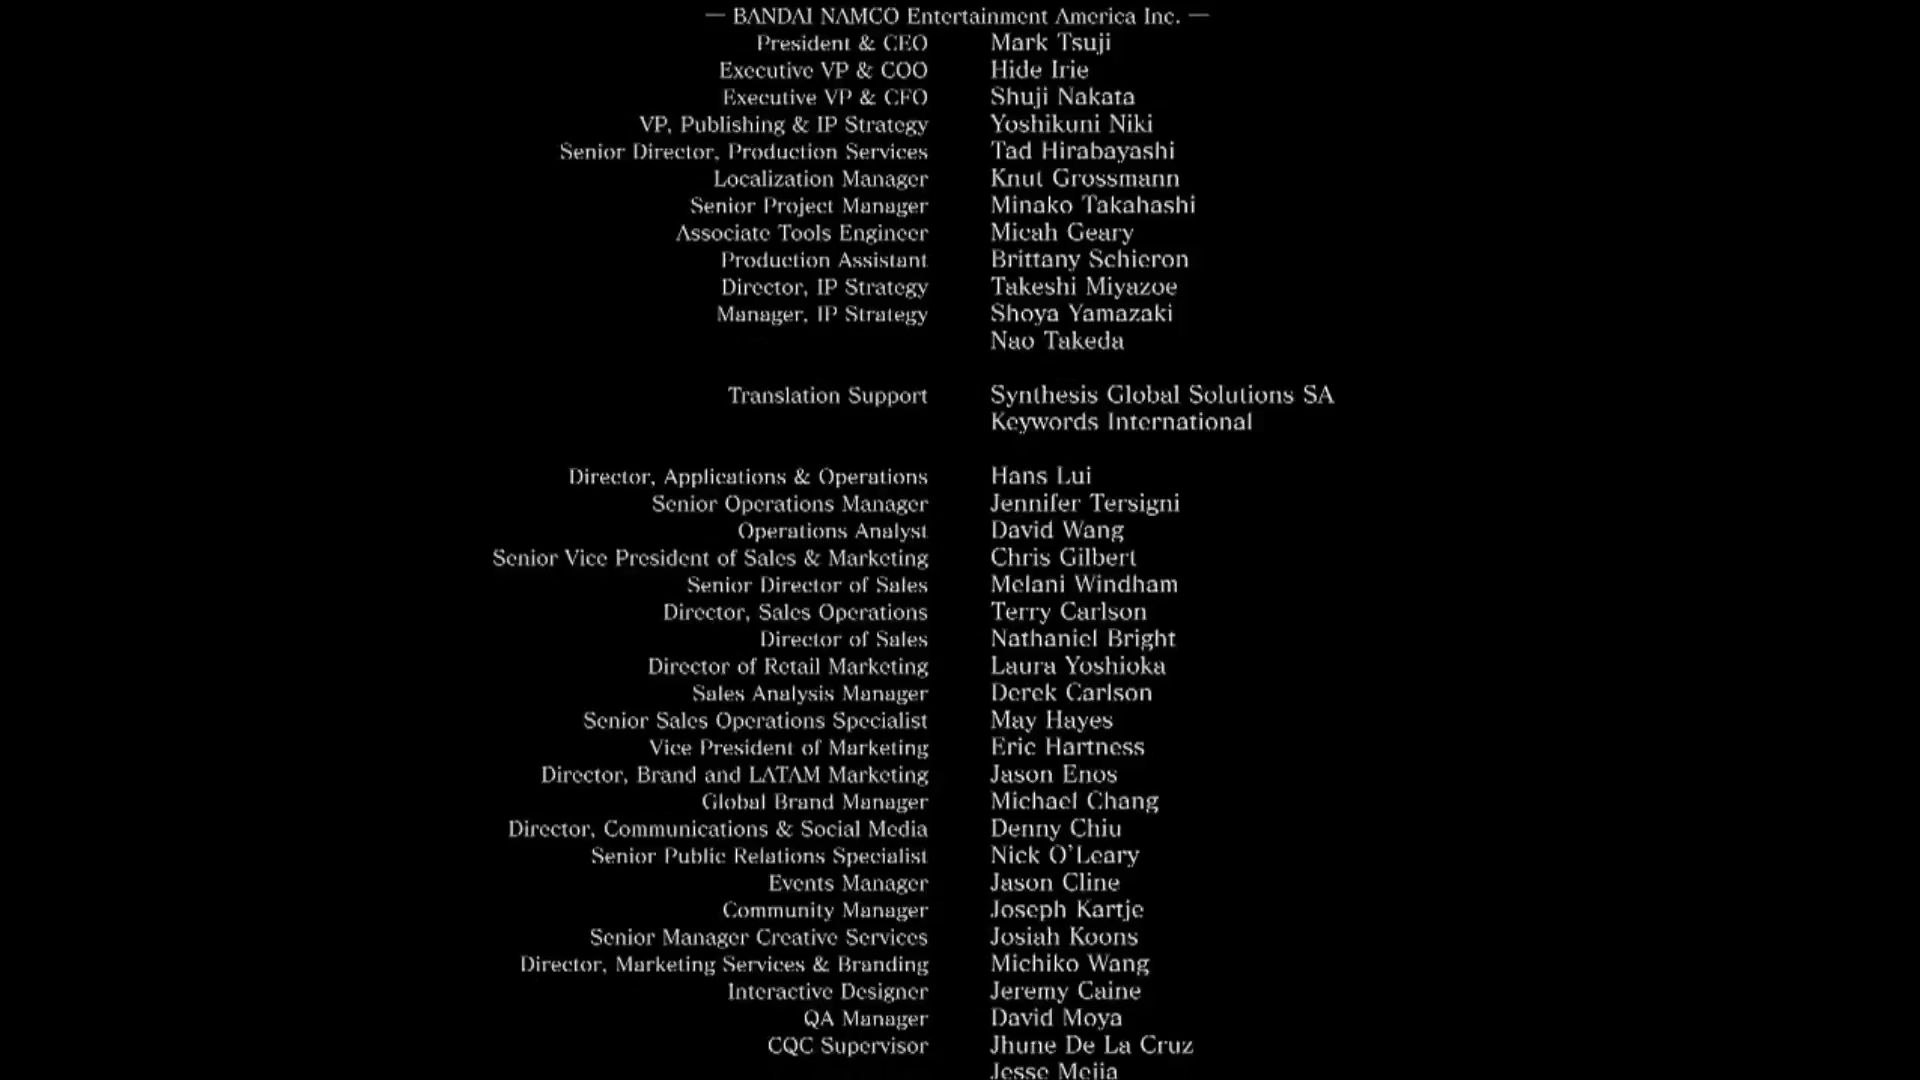 — BANDAI NAMCO Entertainment America Inc. —
President & CEO Mark Tsuji
Executive VP & COO Hide Irie
Executive VP & CFO Shuji Nakata
VP, Publishing & IP Strategy Yoshikuni Niki
Senior Director, Production Services Tad Hirabayashi
Localization Manager Knut Grossmann
Senior Project Manager Minako Takahashi
Associate Tools Engineer Micah Geary
Production Assistant Brittany Schieron
Director, IP Strategy Takeshi Miyazoe
Manager, IP Strategy Shoya Yamazaki
Nao Takeda
Translation Support Synthesis Global Solutions SA
Keywords International
Director, Applications & Operations Hans Lui
Senior Operations Manager Jennifer Tersigni
Operations Analyst David Wang
Senior Vice President of Sales & Marketing Chris Gilbert
Senior Director of Sales Melani Windham
Director, Sales Operations Terry Carlson
Director of Sales Nathaniel Bright
Director of Retail Marketing Laura Yoshioka
Sales Analysis Manager Derek Carlson
Senior Sales Operations Specialist May Hayes
Vice President of Marketing Eric Hartness
Director, Brand and LATAM Marketing Jason Enos
Global Brand Manager Michael Chang
Director, Communications & Social Media Denny Chiu
Senior Public Relations Specialist Nick O'Leary
Events Manager Jason Cline
Community Manager Joseph Kartje
Senior Manager Creative Services Josiah Koons
Director, Marketing Services & Branding Michiko Wang
Interactive Designer Jeremy Caine
QA Manager David Moya
CQC Supervisor Jhune De La Cruz
Jesse Mejia